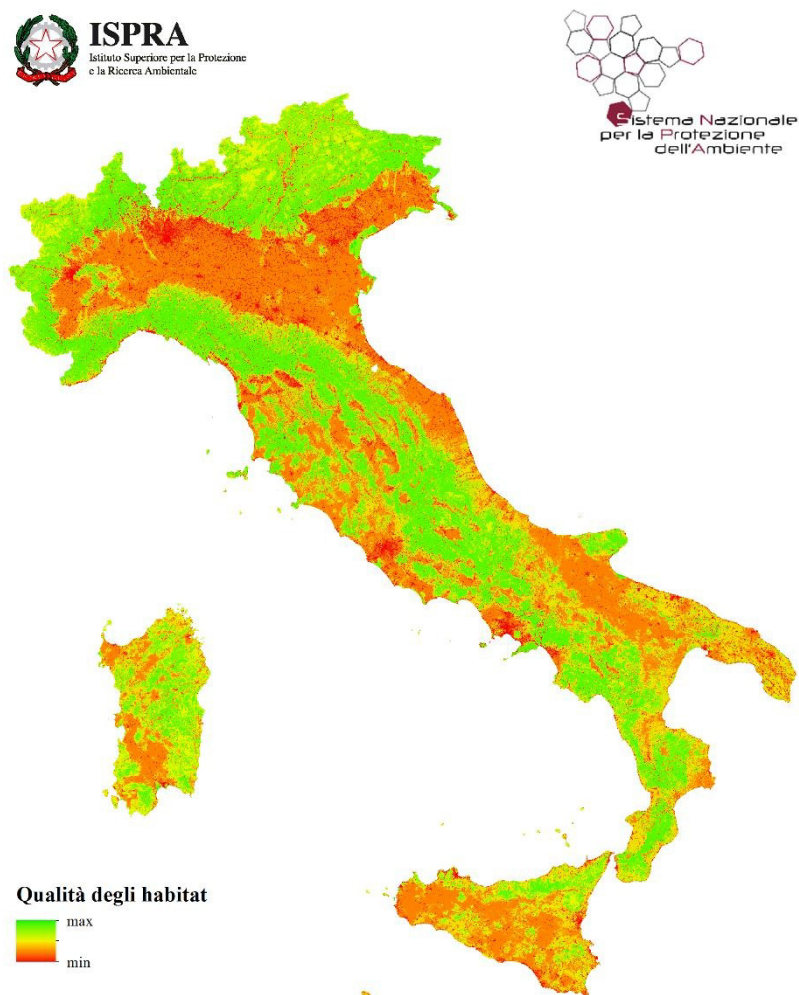 ISPRA
Istituto Superiore per la Protezione
e la Ricerca Ambientale
Sistema Nazionale
per la Protezione
dell'Ambiente
Qualità degli habitat
max
min